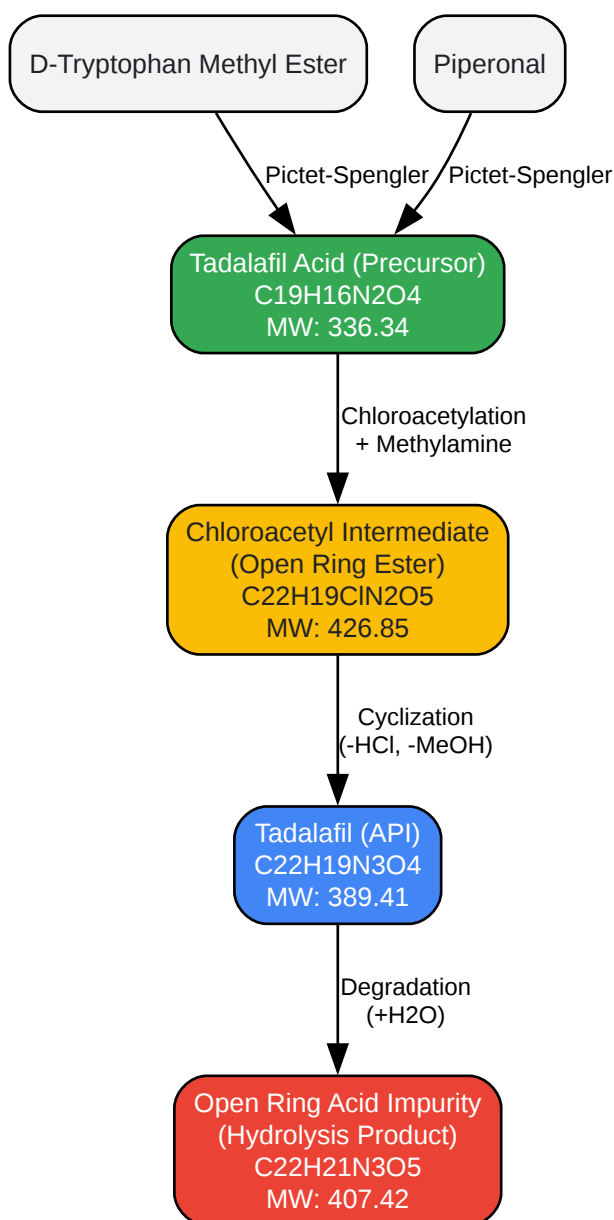 D-Tryptophan Methyl Ester
Piperonal
Pictet-Spengler
Pictet-Spengler
Tadalafil Acid (Precursor)
C19H16N2O4
MW: 336.34
Chloroacetylation
+ Methylamine
Chloroacetyl Intermediate
(Open Ring Ester)
C22H19ClN2O5
MW: 426.85
Cyclization
(-HCl, -MeOH)
Tadalafil (API)
C22H19N3O4
MW: 389.41
Degradation
(+H2O)
Open Ring Acid Impurity
(Hydrolysis Product)
C22H21N3O5
MW: 407.42